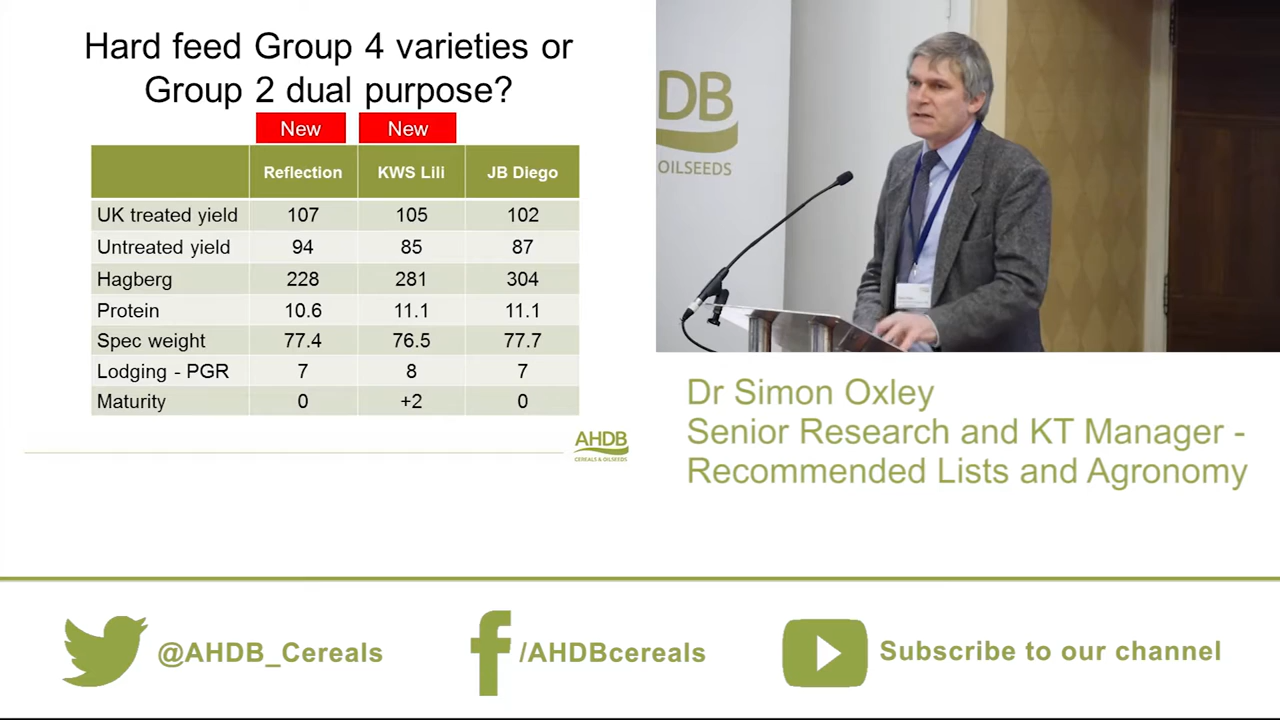 Hard feed Group 4 varieties or
Group 2 dual purpose?
New New
Reflection KWS Lili JB Diego
UK treated yield 107 105 102
Untreated yield 94 85 87
Hagberg 228 281 304
Protein 10.6 11.1 11.1
Spec weight 77.4 76.5 77.7
Lodging - PGR 7 8 7
Maturity 0 +2 0
AHDB
CEREALS & OILSEEDS
DB
OILSEEDS
Dr Simon Oxley
Senior Research and KT Manager -
Recommended Lists and Agronomy
@AHDB_Cereals
/AHDBcereals
Subscribe to our channel